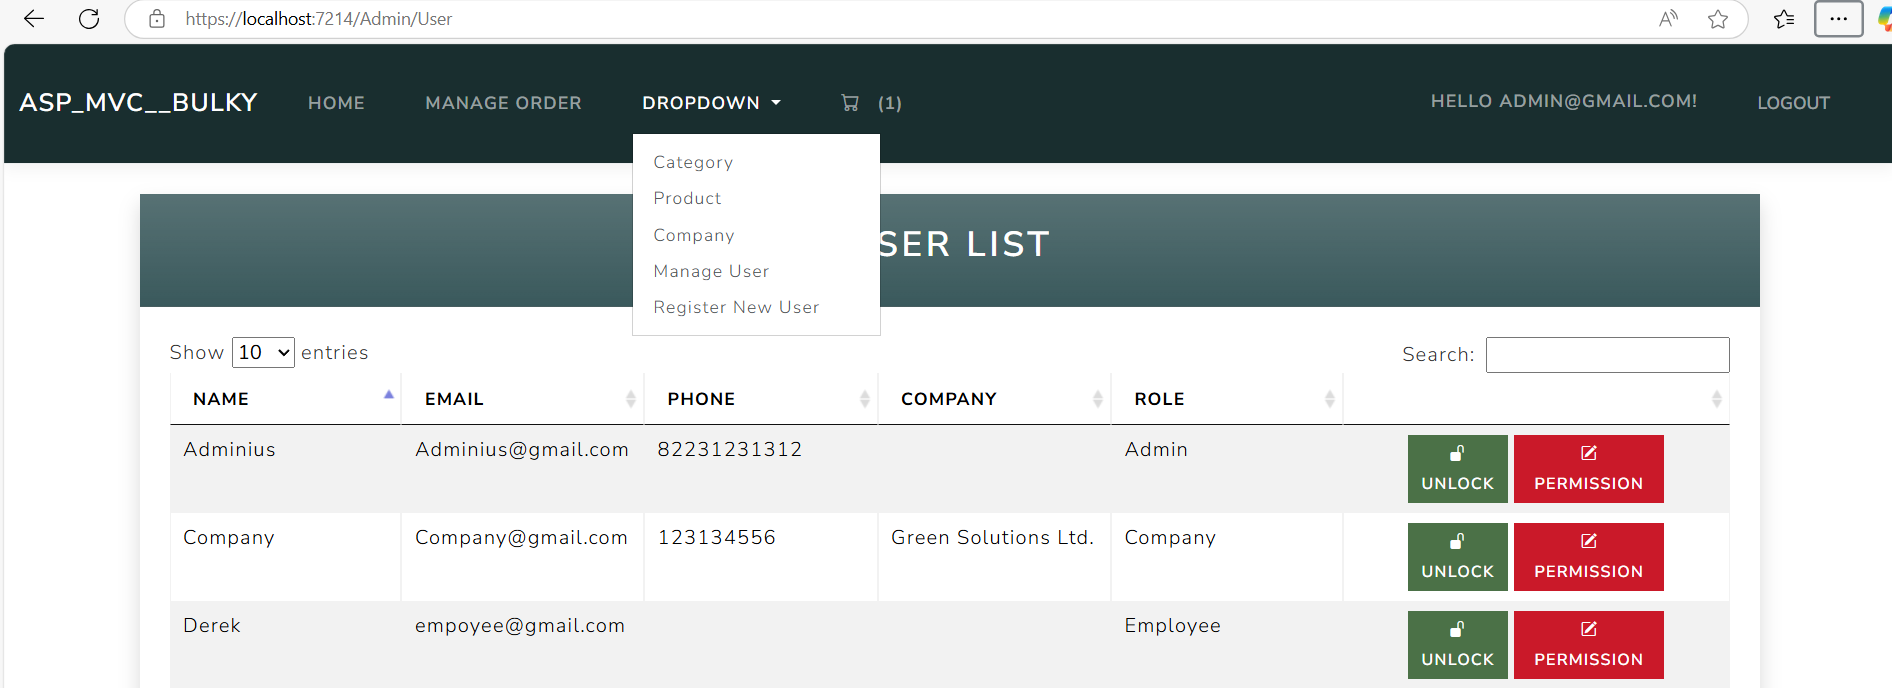 https://localhost:7214/Admin/User
ASP_MVC__BULKY HOME MANAGE ORDER DROPDOWN (1) HELLO ADMIN@GMAIL.COM! LOGOUT
Category
Product
Company
Manage User
Register New User
SER LIST
Show 10 entries Search:
NAME EMAIL PHONE COMPANY ROLE
Adminius Adminius@gmail.com 82231231312 Admin UNLOCK PERMISSION
Company Company@gmail.com 123134556 Green Solutions Ltd. Company UNLOCK PERMISSION
Derek empoyee@gmail.com Employee UNLOCK PERMISSION